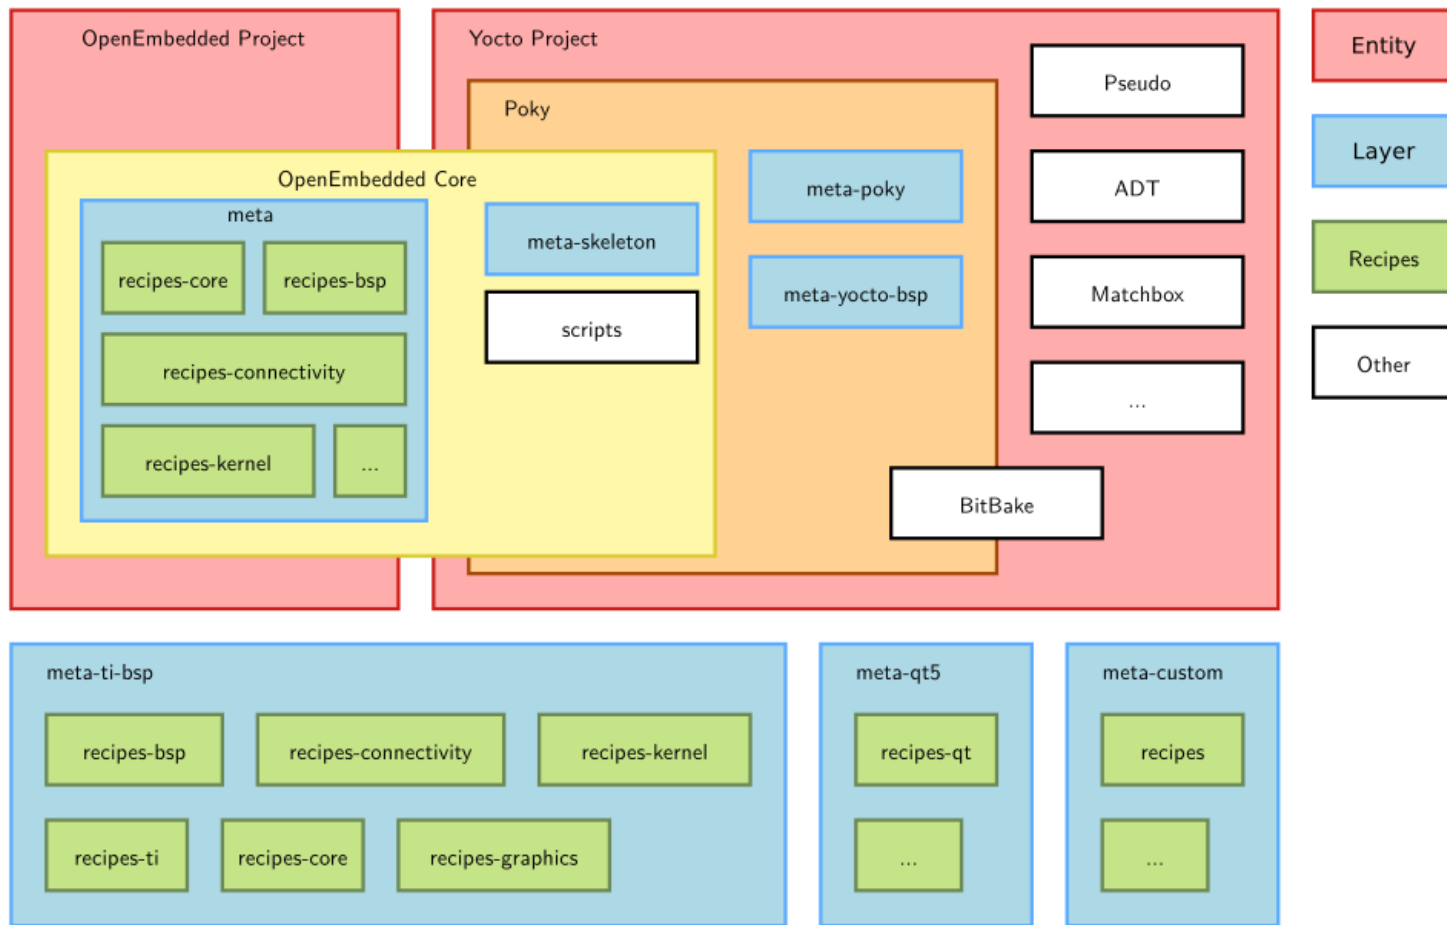 OpenEmbedded Project
Yocto Project
Poky
OpenEmbedded Core
meta
recipes-core
recipes-bsp
recipes-connectivity
recipes-kernel
...
meta-skeleton
scripts
meta-poky
meta-yocto-bsp
Pseudo
ADT
Matchbox
...
BitBake
Entity
Layer
Recipes
Other
meta-ti-bsp
recipes-bsp
recipes-connectivity
recipes-kernel
recipes-ti
recipes-core
recipes-graphics
meta-qt5
recipes-qt
...
meta-custom
recipes
...